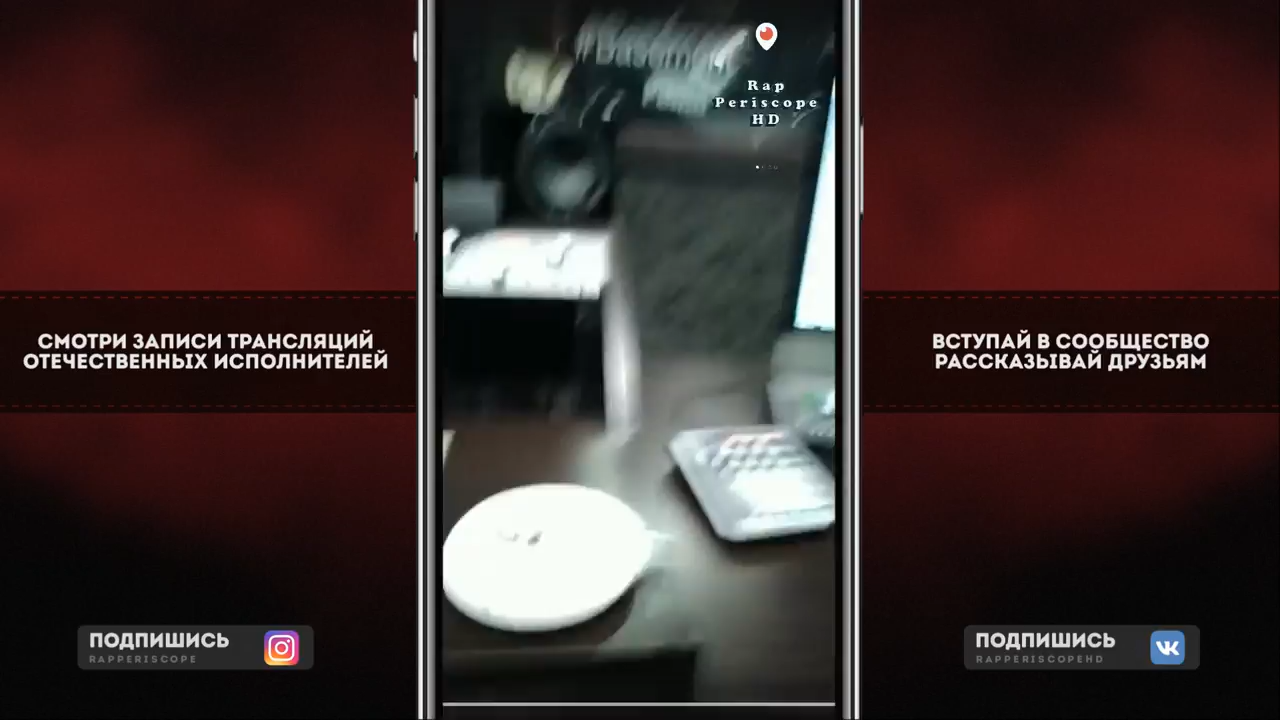 Rap
Periscope
HD
СМОТРИ ЗАПИСИ ТРАНСЛЯЦИЙ
ОТЕЧЕСТВЕННЫХ ИСПОЛНИТЕЛЕЙ
ВСТУПАЙ В СООБЩЕСТВО
РАССКАЗЫВАЙ ДРУЗЬЯМ
ПОДПИШИСЬ
RAPPERISCOPE
ПОДПИШИСЬ
RAPPERISCOPEHD